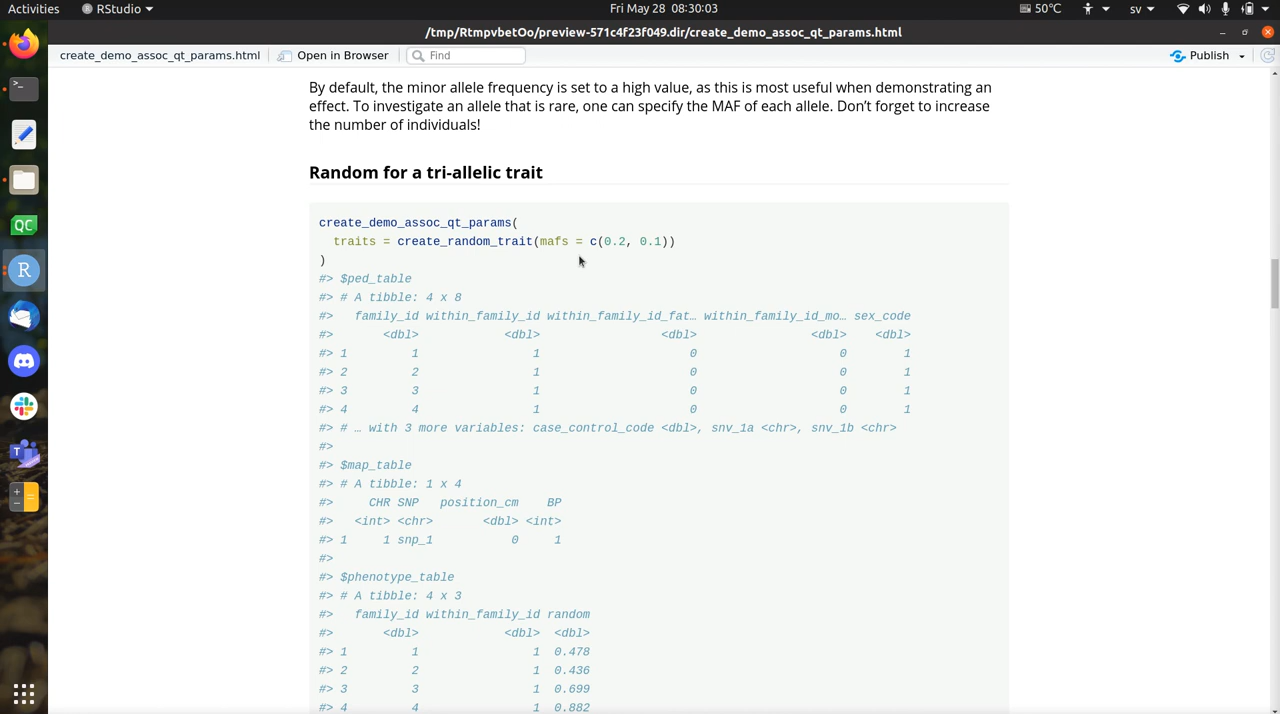 Activities RStudio Fri May 28 08:30:03 50°C sv
/tmp/RtmpvbetOo/preview-571c4f23f049.dir/create_demo_assoc_qt_params.html
create_demo_assoc_qt_params.html Open in Browser Find Publish
By default, the minor allele frequency is set to a high value, as this is most useful when demonstrating an
effect. To investigate an allele that is rare, one can specify the MAF of each allele. Don’t forget to increase
the number of individuals!
Random for a tri-allelic trait
create_demo_assoc_qt_params(
  traits = create_random_trait(mafs = c(0.2, 0.1))
)
#> $ped_table
#> # A tibble: 4 x 8
#>   family_id within_family_id within_family_id_fat… within_family_id_mo… sex_code
#>       <dbl>            <dbl>                 <dbl>                <dbl>    <dbl>
#> 1         1                1                     0                    0        1
#> 2         2                1                     0                    0        1
#> 3         3                1                     0                    0        1
#> 4         4                1                     0                    0        1
#> # … with 3 more variables: case_control_code <dbl>, snv_1a <chr>, snv_1b <chr>
#>
#> $map_table
#> # A tibble: 1 x 4
#>     CHR SNP   position_cm    BP
#>   <int> <chr>       <dbl> <int>
#> 1     1 snp_1           0     1
#>
#> $phenotype_table
#> # A tibble: 4 x 3
#>   family_id within_family_id random
#>       <dbl>            <dbl>  <dbl>
#> 1         1                1  0.478
#> 2         2                1  0.436
#> 3         3                1  0.699
#> 4         4                1  0.882
QC
R